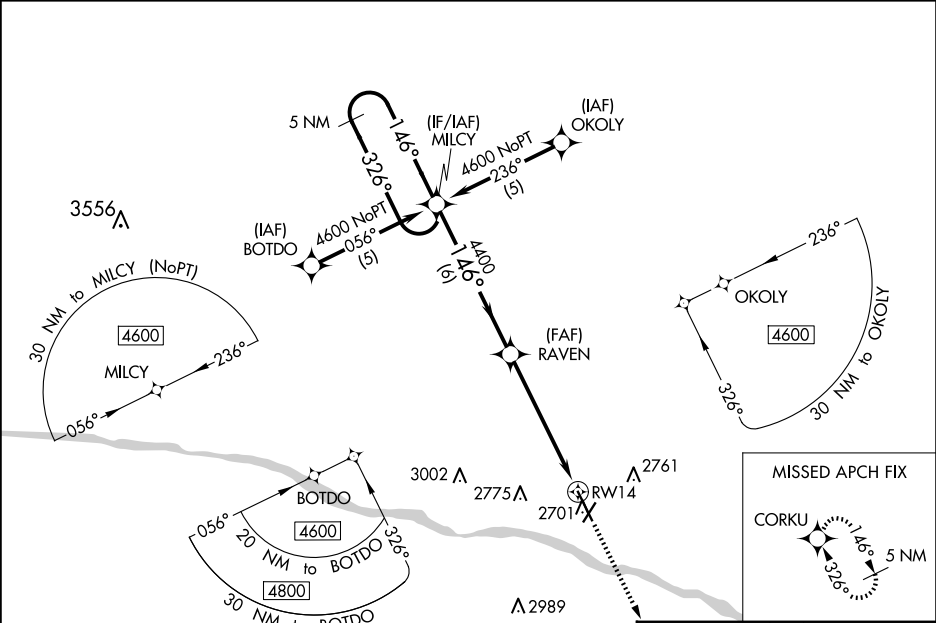 5 NM
146°
326°
(IF/IAF)
MILCY
(IAF)
OKOLY
4600 NoPT
236°
(5)
3556
(IAF)
BOTDO
4600 NoPT
056°
(5)
4400
146°
(6)
30 NM to MILCY (NoPT)
4600
MILCY
236°
056°
(FAF)
RAVEN
236°
OKOLY
4600
326°
30 NM to OKOLY
3002
2775
2761
RW14
2701
BOTDO
056°
4600
326°
20 NM to BOTDO
4800
30 NM to BOTDO
2989
MISSED APCH FIX
CORKU
146°
326°
5 NM